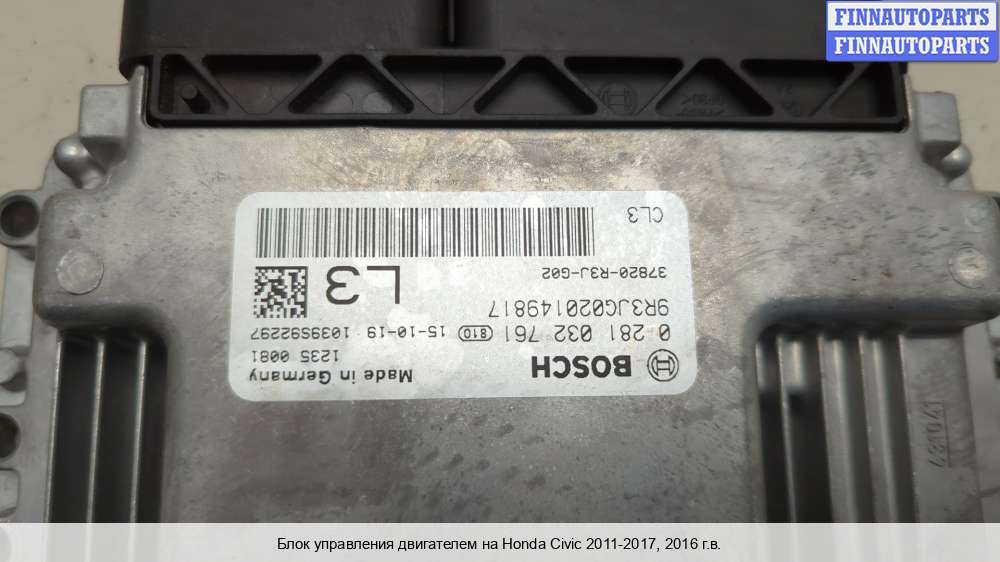 FINNAUTOPARTS
FINNAUTOPARTS
BOSCH
Made in Germany
0 281 032 761 810 15-10-19 1039S92297
1235 0081
9R3JG020149817
37820-R3J-G02
L3
CL3
Блок управления двигателем на Honda Civic 2011-2017, 2016 г.в.